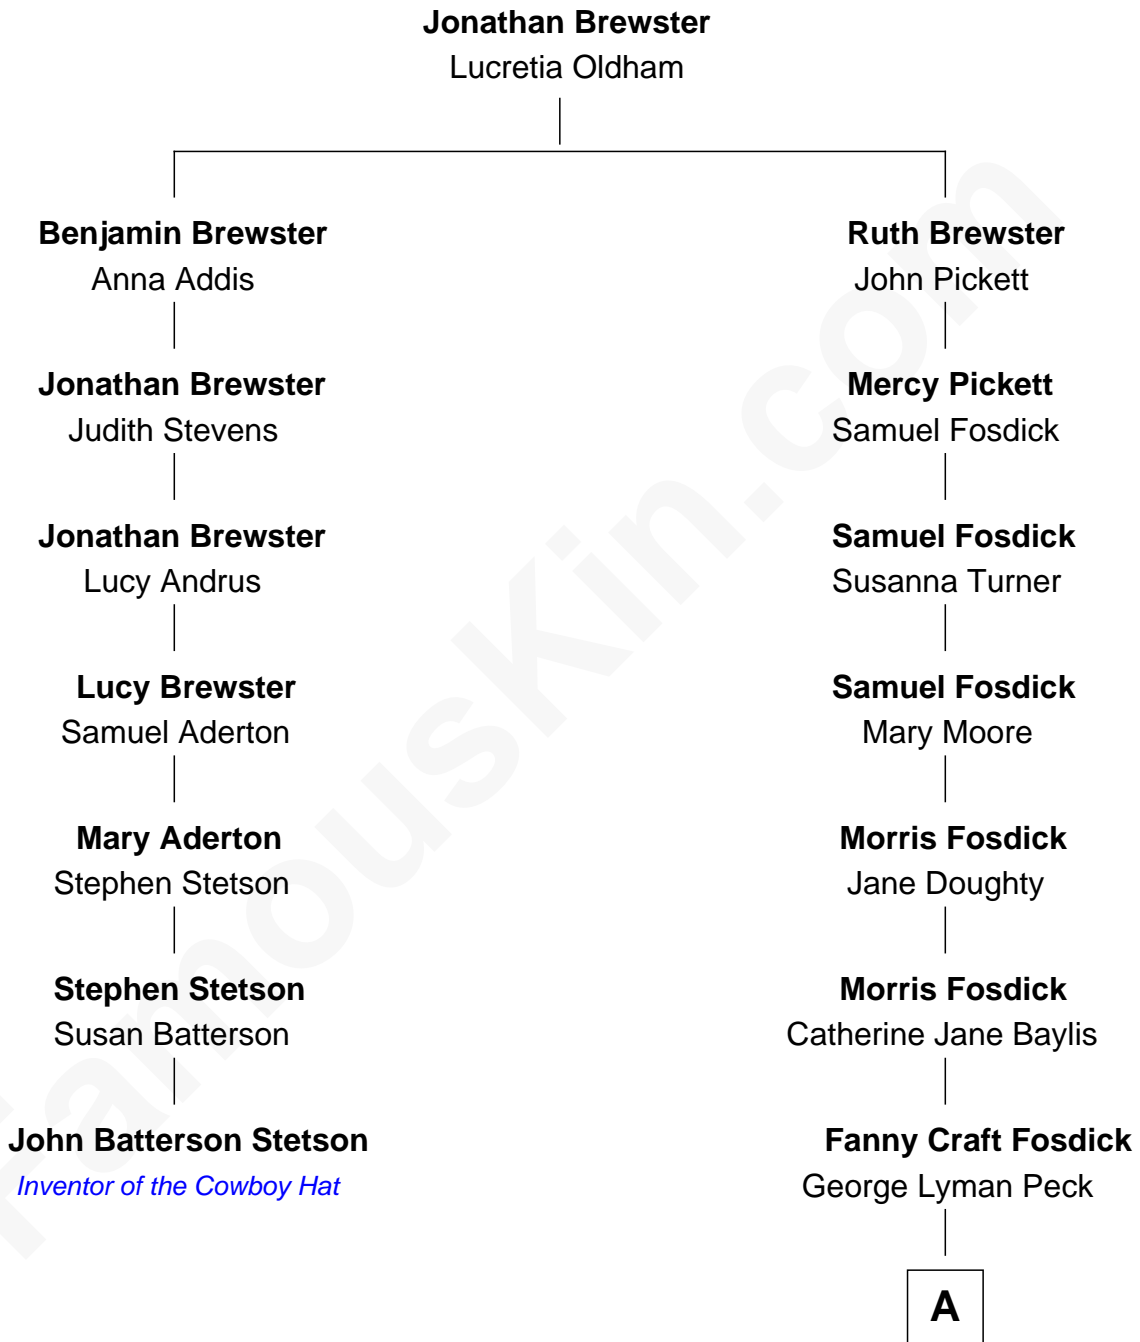 Jonathan Brewster
Lucretia Oldham
Benjamin Brewster
Anna Addis
Jonathan Brewster
Judith Stevens
Jonathan Brewster
Lucy Andrus
Lucy Brewster
Samuel Aderton
Mary Aderton
Stephen Stetson
Stephen Stetson
Susan Batterson
John Batterson Stetson
Inventor of the Cowboy Hat
Ruth Brewster
John Pickett
Mercy Pickett
Samuel Fosdick
Samuel Fosdick
Susanna Turner
Samuel Fosdick
Mary Moore
Morris Fosdick
Jane Doughty
Morris Fosdick
Catherine Jane Baylis
Fanny Craft Fosdick
George Lyman Peck
A
FamousKin.com